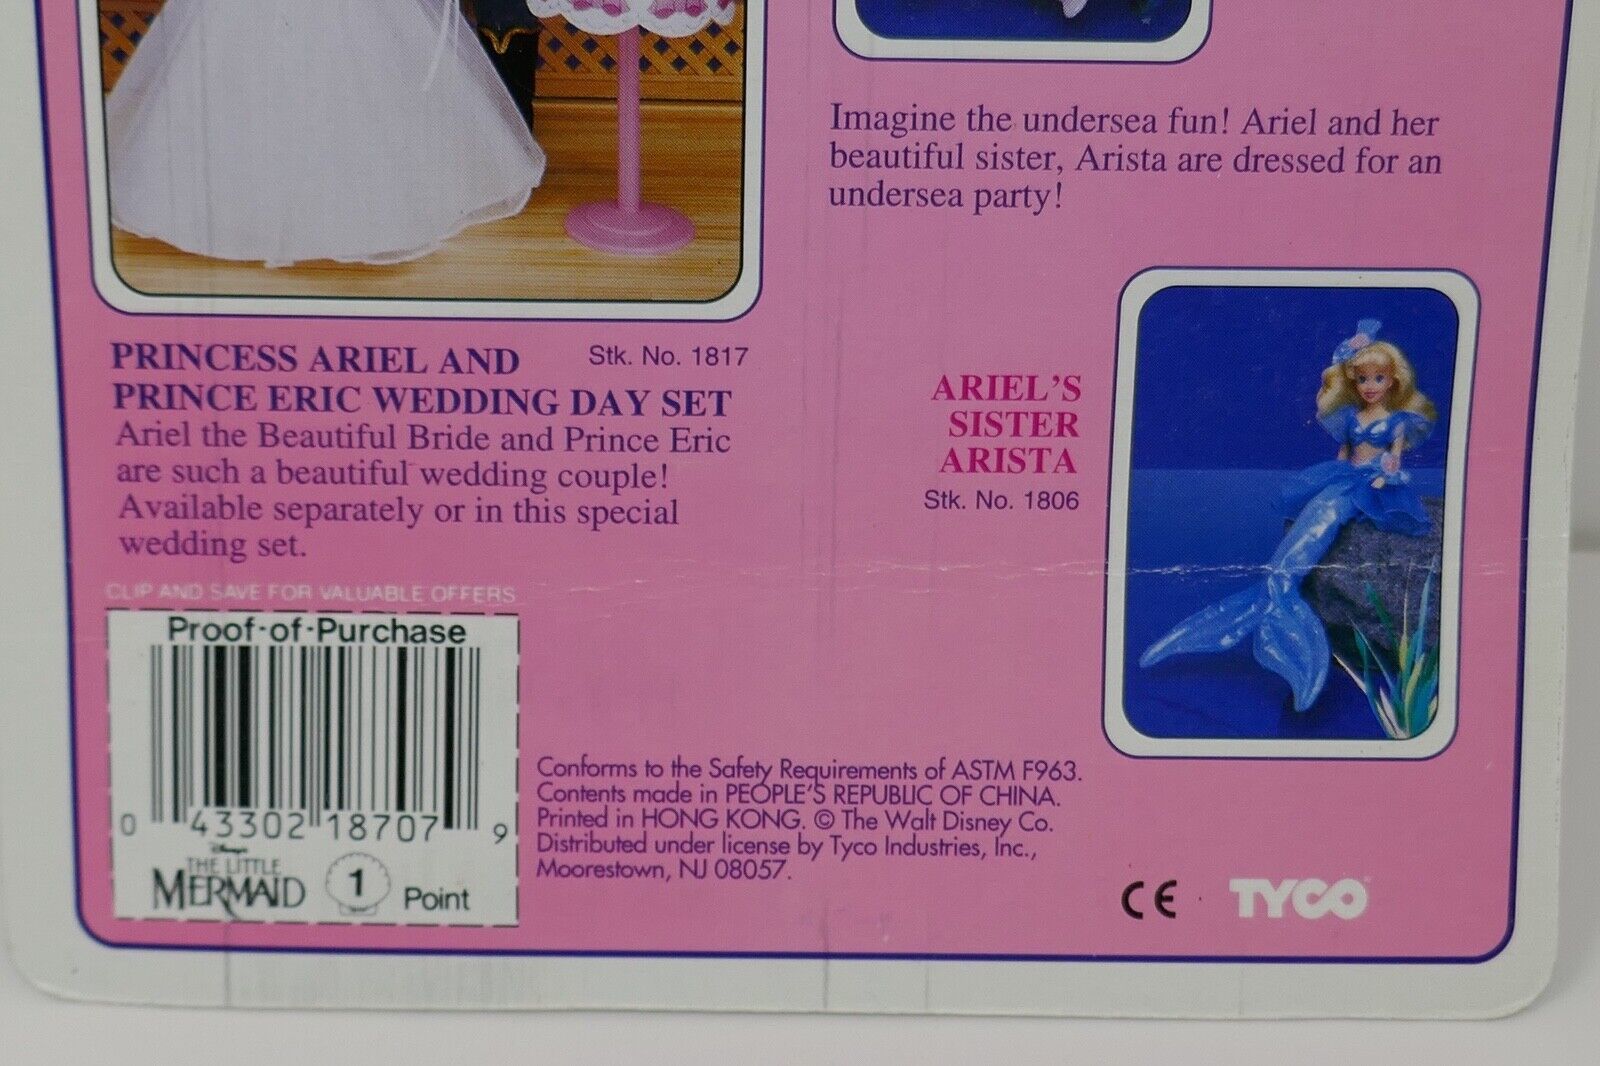 Imagine the undersea fun! Ariel and her
beautiful sister, Arista are dressed for an
undersea party!
PRINCESS ARIEL AND Stk. No. 1817
PRINCE ERIC WEDDING DAY SET
Ariel the Beautiful Bride and Prince Eric
are such a beautiful wedding couple!
Available separately or in this special
wedding set.
ARIEL'S
SISTER
ARISTA
Stk. No. 1806
CLIP AND SAVE FOR VALUABLE OFFERS
Proof-of-Purchase
0 43302 18707 9
Disney's
THE LITTLE
MERMAID
1 Point
Conforms to the Safety Requirements of ASTM F963.
Contents made in PEOPLE'S REPUBLIC OF CHINA.
Printed in HONG KONG. © The Walt Disney Co.
Distributed under license by Tyco Industries, Inc.,
Moorestown, NJ 08057.
CE TYCO